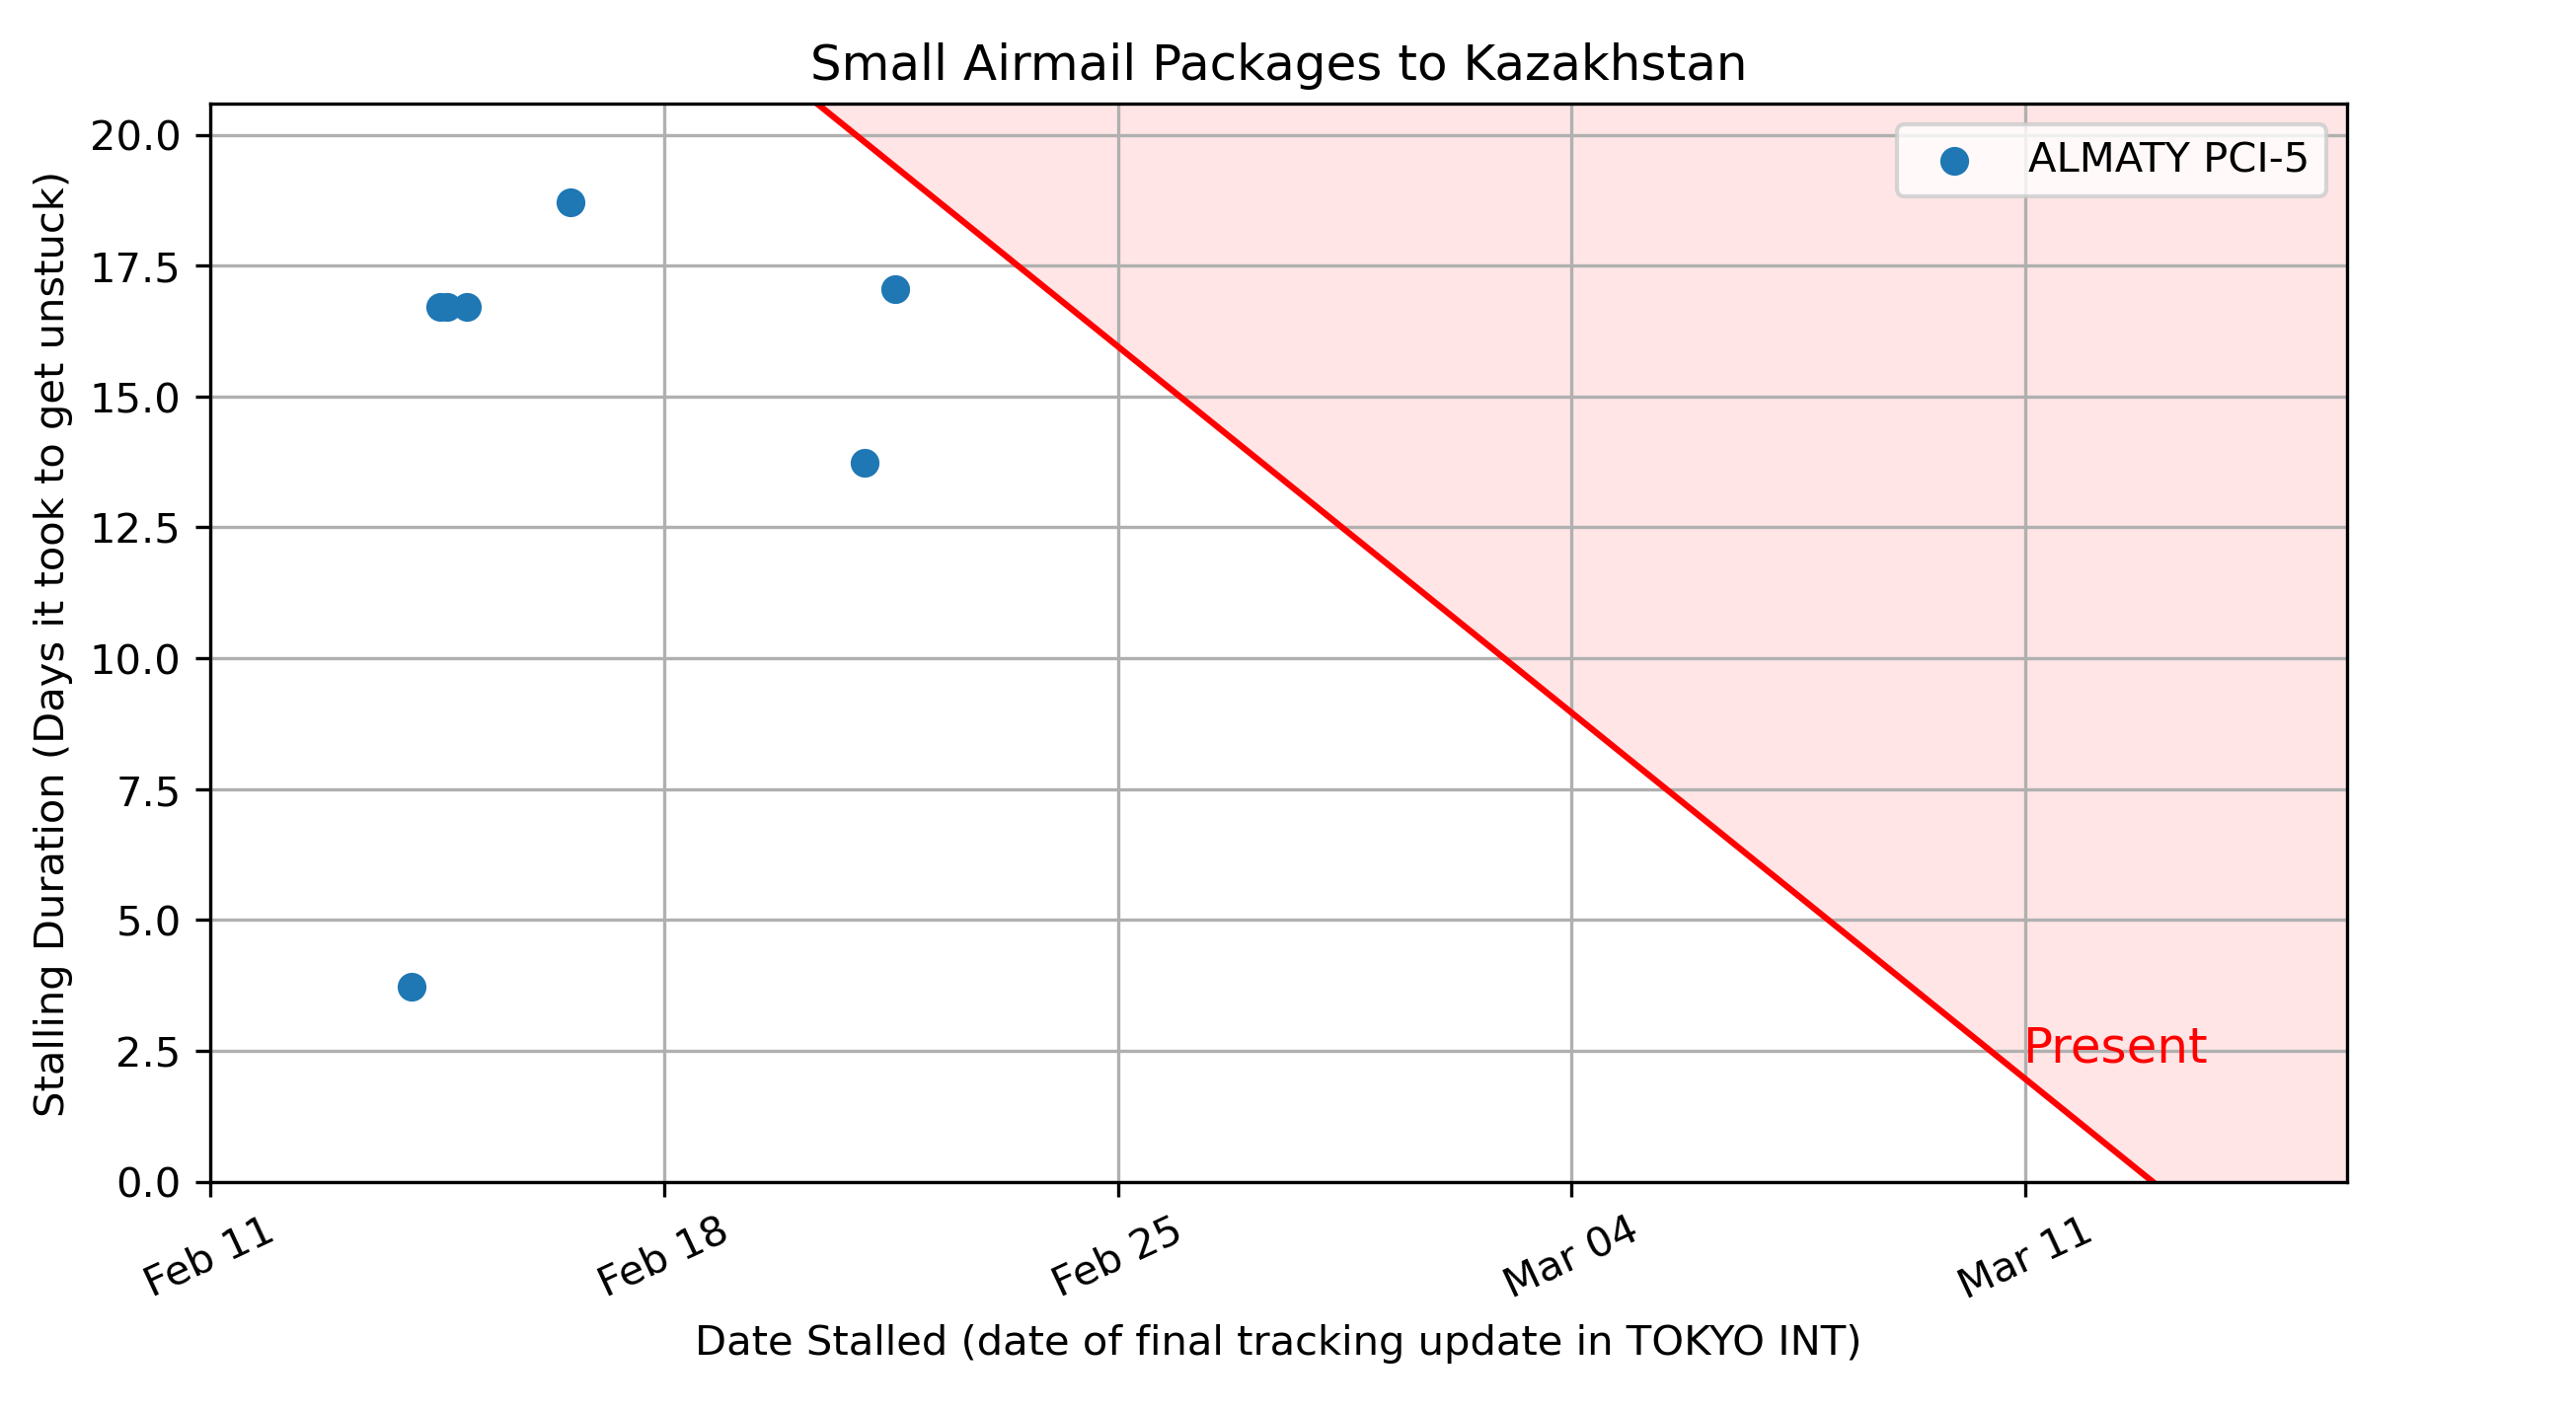 Small Airmail Packages to Kazakhstan
ALMATY PCI-5
Stalling Duration (Days it took to get unstuck)
20.0
17.5
15.0
12.5
10.0
7.5
5.0
2.5
0.0
Present
Feb 11
Feb 18
Feb 25
Mar 04
Mar 11
Date Stalled (date of final tracking update in TOKYO INT)